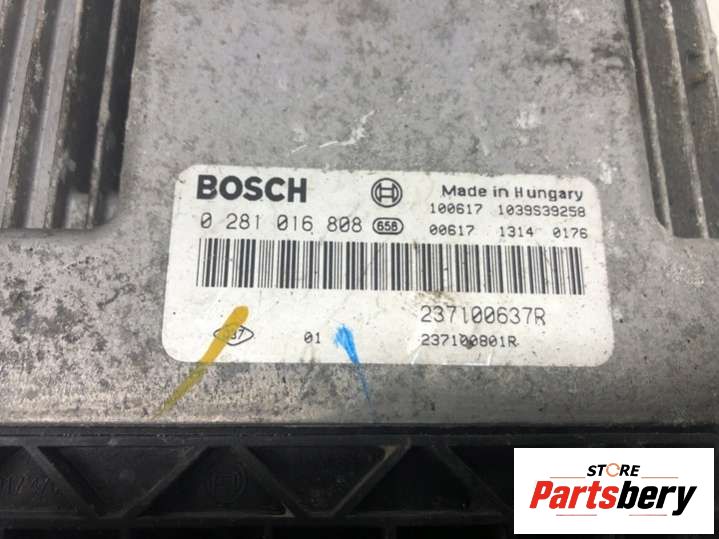 BOSCH
Made in Hungary
100617 1039S39258
0 281 016 808 658
00617 1314 0176
237100637R
01
237100801R
STORE
Partsbery